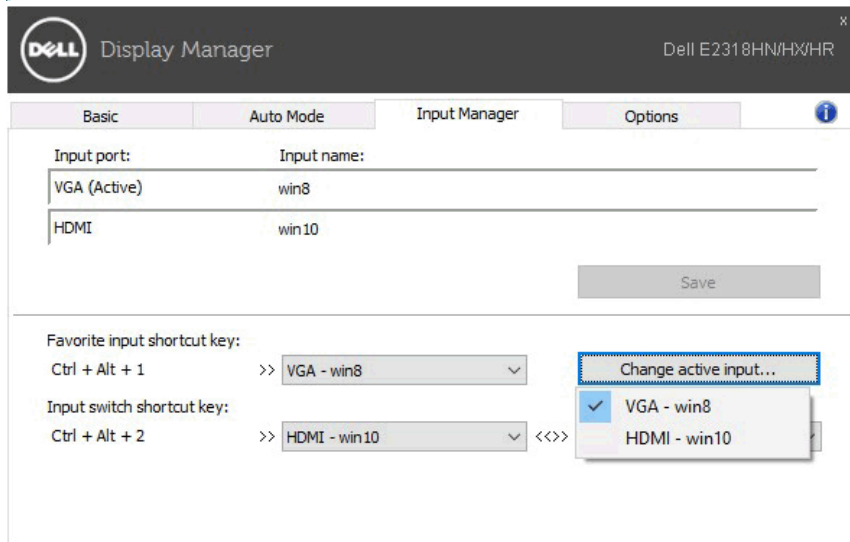 x
DELL Display Manager Dell E2318HN/HX/HR
Basic Auto Mode Input Manager Options i
Input port: Input name:
VGA (Active) win8
HDMI win10
Save
Favorite input shortcut key:
Ctrl + Alt + 1 >> VGA - win8 Change active input...
Input switch shortcut key: VGA - win8
Ctrl + Alt + 2 >> HDMI - win10 <<>> HDMI - win10